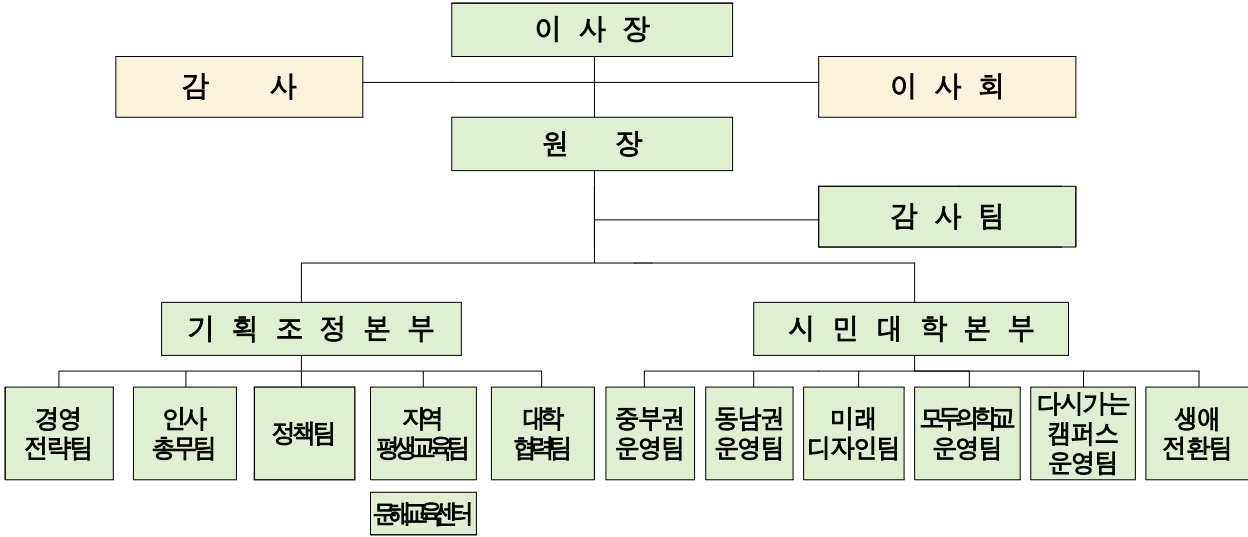 이 사 장
감 사
이 사 회
원 장
감 사 팀
기 획 조 정 본 부
시 민 대 학 본 부
경영
전략팀
인사
총무팀
정책팀
지역
평생교육팀
대학
협력팀
중부권
운영팀
동남권
운영팀
미래
디자인팀
모두의학교
운영팀
다시가는
캠퍼스
운영팀
생애
전환팀
문해교육센터